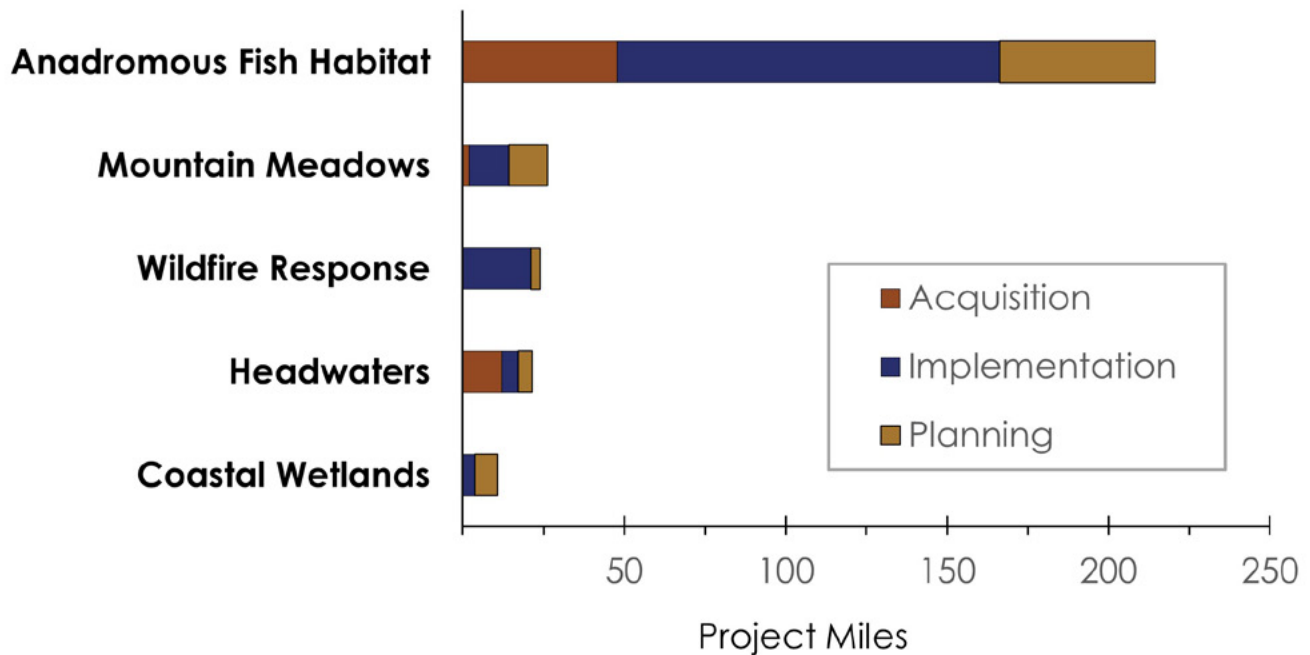 Anadromous Fish Habitat
Mountain Meadows
Wildfire Response
Headwaters
Coastal Wetlands
Acquisition
Implementation
Planning
50 100 150 200 250
Project Miles